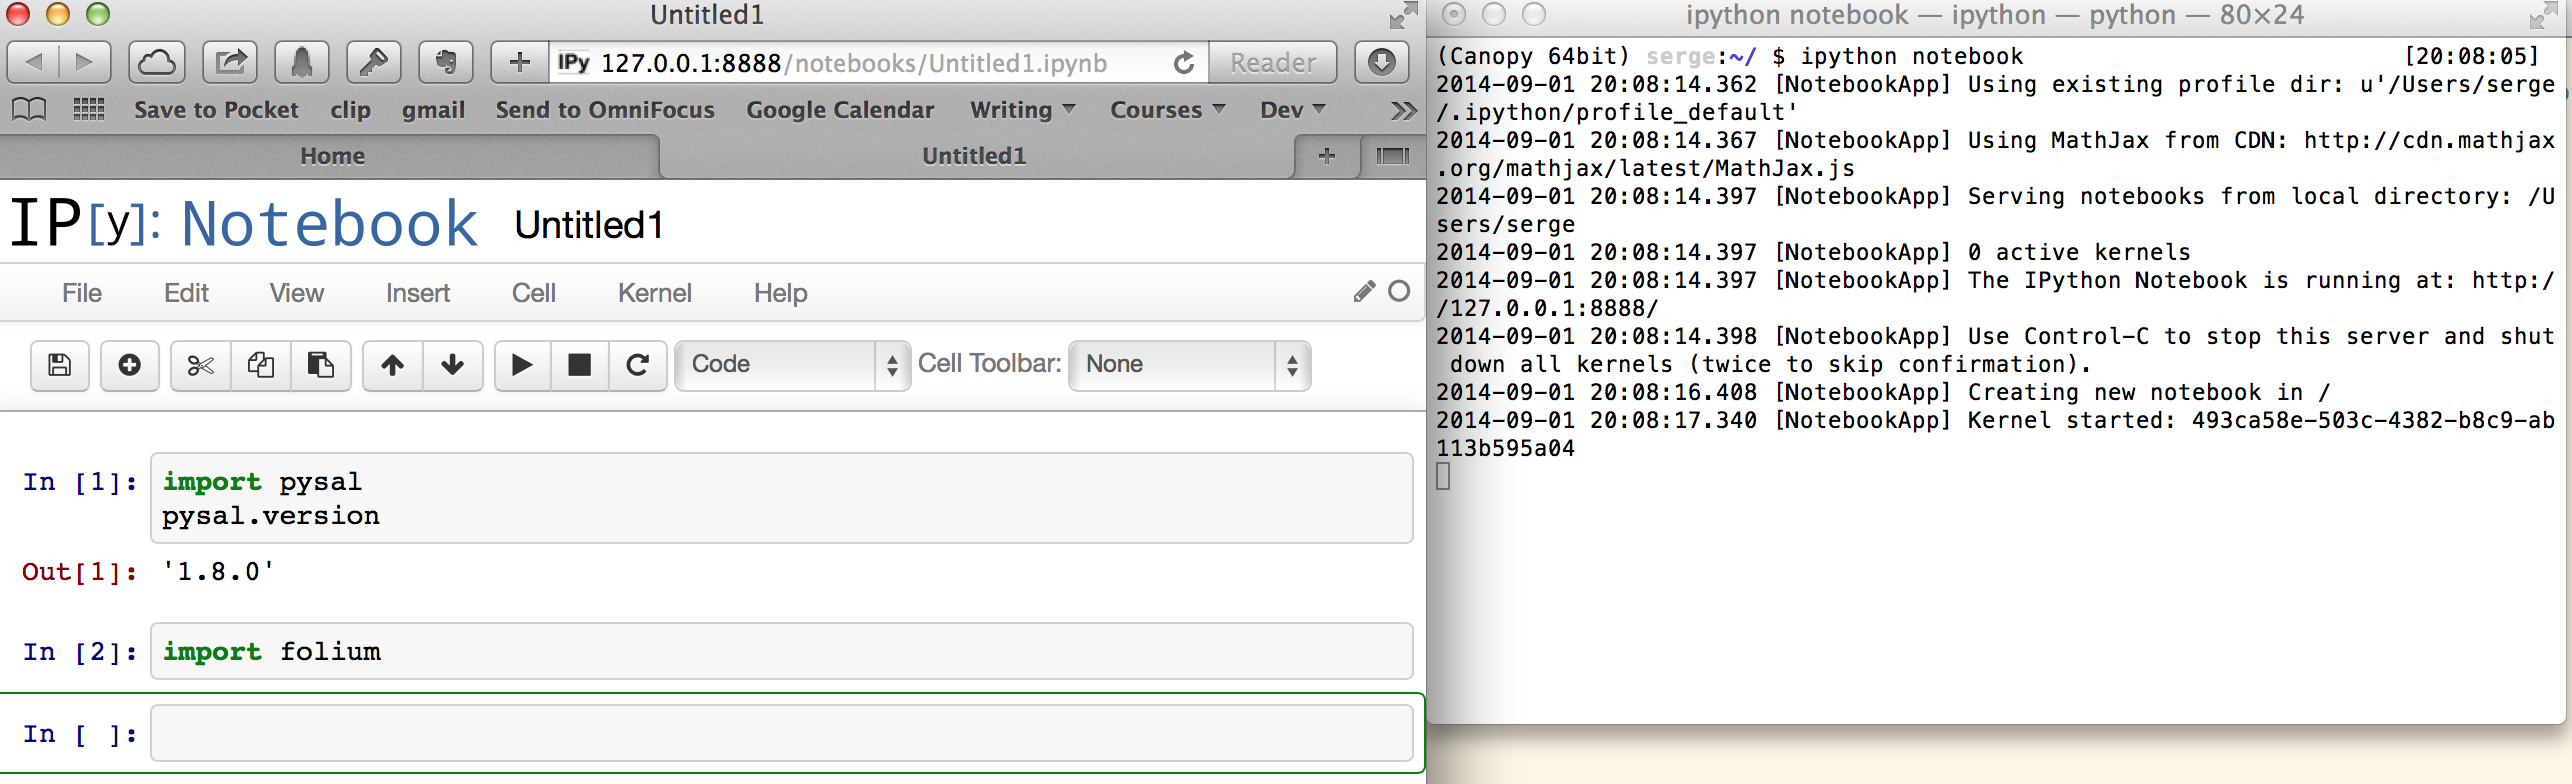 Untitled1
IPy 127.0.0.1:8888/notebooks/Untitled1.ipynb Reader
Save to Pocket clip gmail Send to OmniFocus Google Calendar Writing Courses Dev
Home Untitled1
IP[y]: Notebook Untitled1
File Edit View Insert Cell Kernel Help
Code Cell Toolbar: None
In [1]: import pysal
pysal.version
Out[1]: '1.8.0'
In [2]: import folium
In [ ]:
ipython notebook — ipython — python — 80×24
(Canopy 64bit) serge:~/ $ ipython notebook [20:08:05]
2014-09-01 20:08:14.362 [NotebookApp] Using existing profile dir: u'/Users/serge
/.ipython/profile_default'
2014-09-01 20:08:14.367 [NotebookApp] Using MathJax from CDN: http://cdn.mathjax
.org/mathjax/latest/MathJax.js
2014-09-01 20:08:14.397 [NotebookApp] Serving notebooks from local directory: /U
sers/serge
2014-09-01 20:08:14.397 [NotebookApp] 0 active kernels
2014-09-01 20:08:14.397 [NotebookApp] The IPython Notebook is running at: http:/
/127.0.0.1:8888/
2014-09-01 20:08:14.398 [NotebookApp] Use Control-C to stop this server and shut
down all kernels (twice to skip confirmation).
2014-09-01 20:08:16.408 [NotebookApp] Creating new notebook in /
2014-09-01 20:08:17.340 [NotebookApp] Kernel started: 493ca58e-503c-4382-b8c9-ab
113b595a04